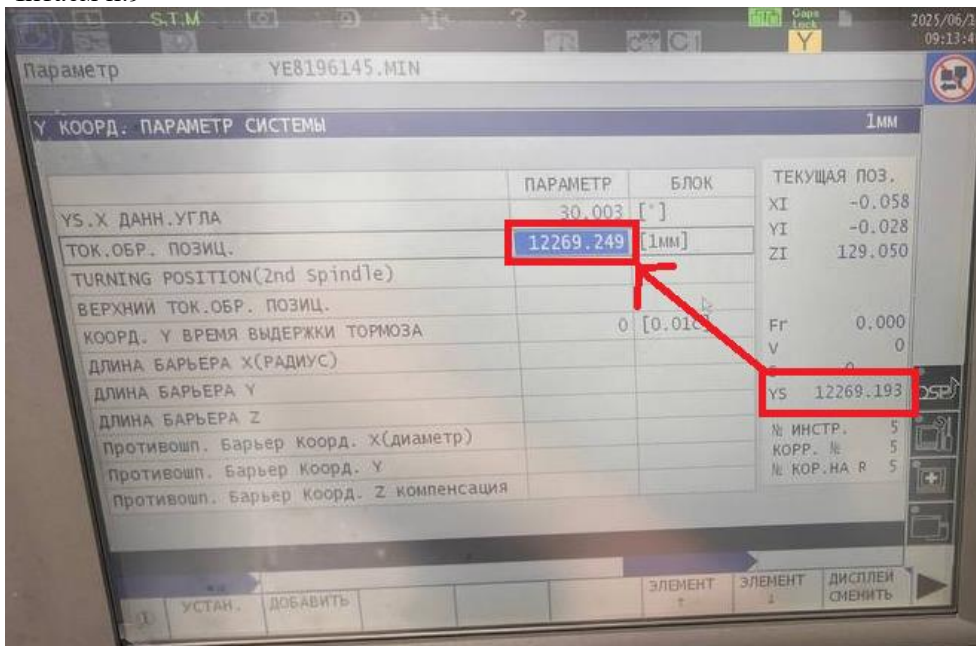 S.T.M
Caps Lock
Y
2025/06/1
09:13:4
Параметр YE8196145.MIN
Y КООРД. ПАРАМЕТР СИСТЕМЫ 1мм
ПАРАМЕТР БЛОК
YS.X ДАНН.УГЛА 30.003 [°]
ТОК.ОБР. ПОЗИЦ. 12269.249 [1мм]
TURNING POSITION(2nd Spindle)
ВЕРХНИЙ ТОК.ОБР. ПОЗИЦ.
КООРД. Y ВРЕМЯ ВЫДЕРЖКИ ТОРМОЗА 0
ДЛИНА БАРЬЕРА X(РАДИУС)
ДЛИНА БАРЬЕРА Y
ДЛИНА БАРЬЕРА Z
Противошп. Барьер Коорд. X(диаметр)
Противошп. Барьер Коорд. Y
Противошп. Барьер Коорд. Z компенсация
ТЕКУЩАЯ ПОЗ.
XI -0.058
YI -0.028
ZI 129.050
Fr 0.000
V 0
YS 12269.193
№ ИНСТР. 5
КОРР. № 5
№ КОР.НА R 5
OSP
УСТАН.
ДОБАВИТЬ
ЭЛЕМЕНТ ↑
ЭЛЕМЕНТ ↓
ДИСПЛЕЙ СМЕНИТЬ